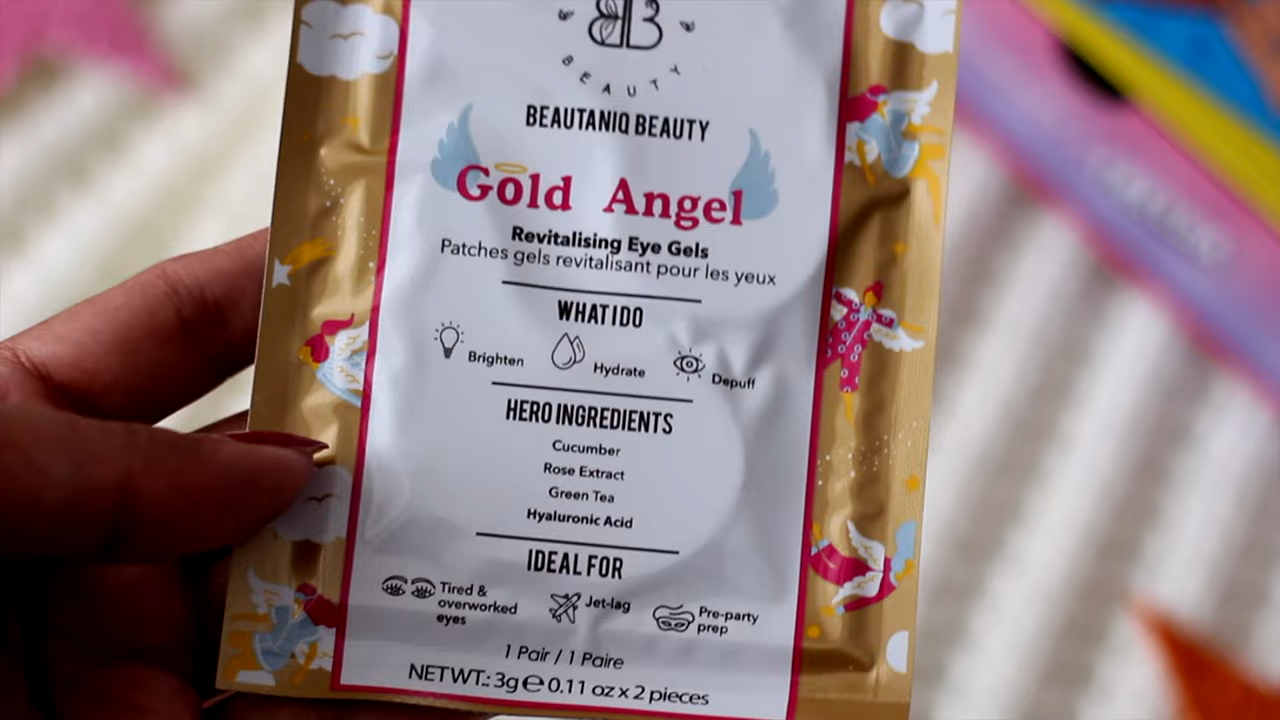 BB
BEAUTY
BEAUTANIQ BEAUTY
Gold Angel
Revitalising Eye Gels
Patches gels revitalisant pour les yeux
WHAT I DO
Brighten
Hydrate
Depuff
HERO INGREDIENTS
Cucumber
Rose Extract
Green Tea
Hyaluronic Acid
IDEAL FOR
Tired &
overworked
eyes
Jet-lag
Pre-party
prep
1 Pair / 1 Paire
NETWT.: 3g ℮ 0.11 oz x 2 pieces